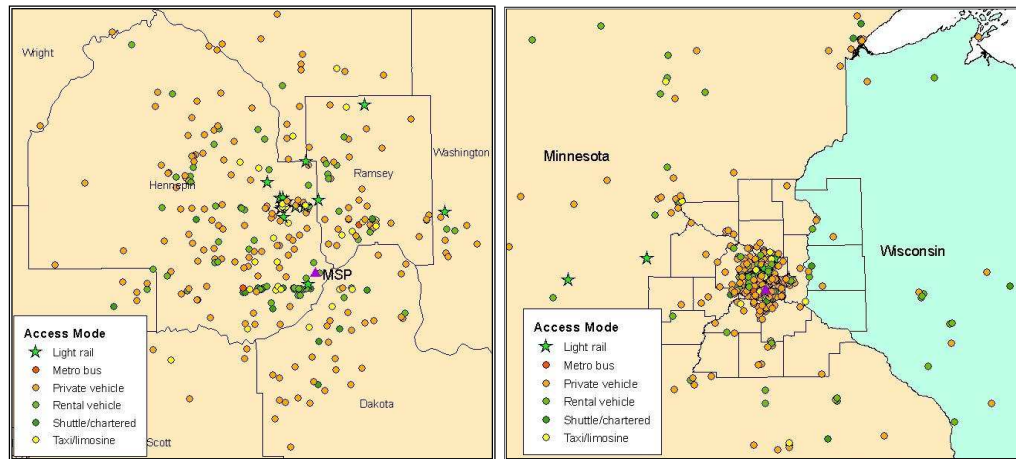 Wright
Washington
Ramsey
Hennepin
MSP
Dakota
Scott
Access Mode
Light rail
Metro bus
Private vehicle
Rental vehicle
Shuttle/chartered
Taxi/limosine
Minnesota
Wisconsin
Access Mode
Light rail
Metro bus
Private vehicle
Rental vehicle
Shuttle/chartered
Taxi/limosine